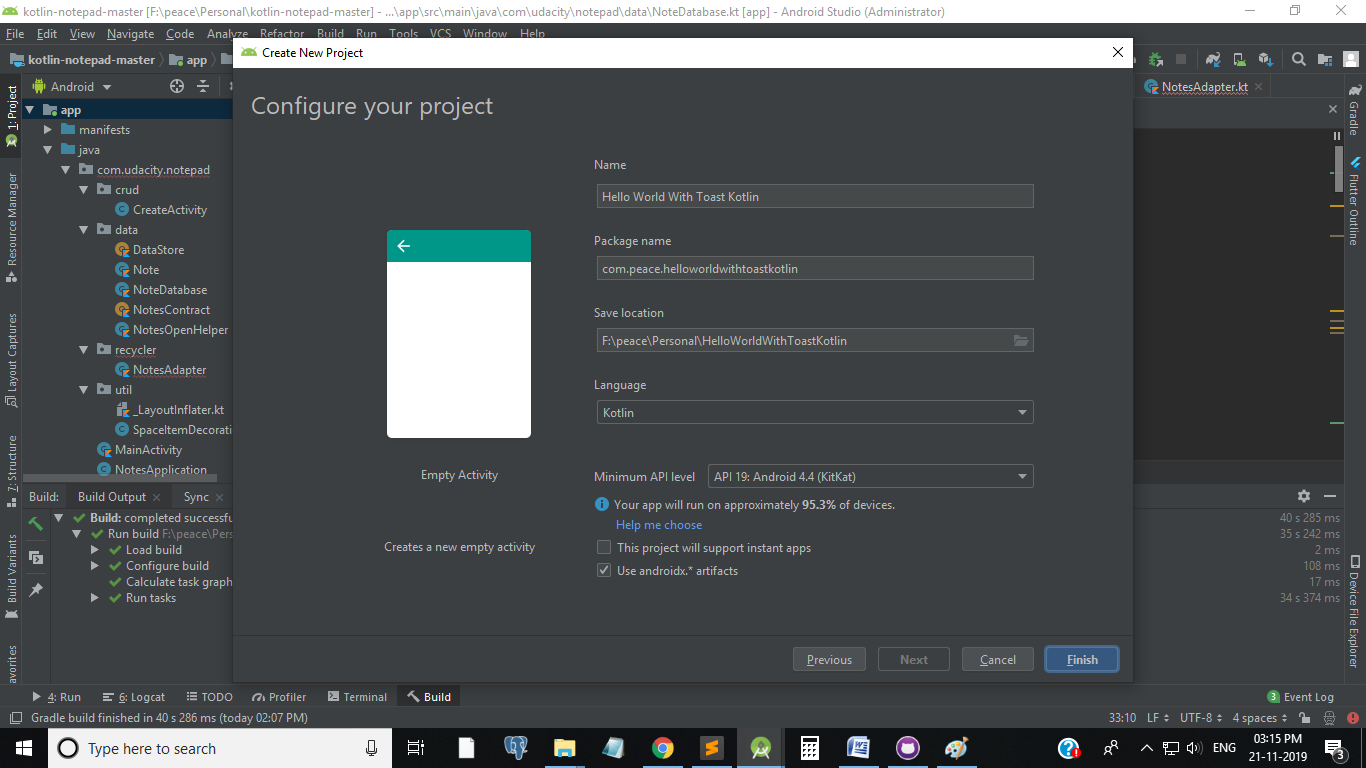 kotlin-notepad-master [F:\peace\Personal\kotlin-notepad-master] - ...\app\src\main\java\com\udacity\notepad\data\NoteDatabase.kt [app] - Android Studio (Administrator)
File Edit View Navigate Code Analyze Refactor Build Run Tools VCS Window Help
kotlin-notepad-master app
Create New Project
Android
NotesAdapter.kt
1: Project
Resource Manager
Layout Captures
7: Structure
Build Variants
avorites
app
manifests
java
com.udacity.notepad
crud
CreateActivity
data
DataStore
Note
NoteDatabase
NotesContract
NotesOpenHelper
recycler
NotesAdapter
util
_LayoutInflater.kt
SpaceItemDecorati
MainActivity
NotesApplication
Configure your project
Name
Hello World With Toast Kotlin
Package name
com.peace.helloworldwithtoastkotlin
Save location
F:\peace\Personal\HelloWorldWithToastKotlin
Language
Kotlin
Empty Activity
Minimum API level API 19: Android 4.4 (KitKat)
Your app will run on approximately 95.3% of devices.
Help me choose
Creates a new empty activity
This project will support instant apps
Use androidx.* artifacts
Previous Next Cancel Finish
Gradle
Flutter Outline
Device File Explorer
Build: Build Output Sync
Build: completed successfu
40 s 285 ms
Run build F:\peace\Pers
35 s 242 ms
Load build
2 ms
Configure build
108 ms
Calculate task graph
17 ms
Run tasks
34 s 374 ms
4: Run 6: Logcat TODO Profiler Terminal Build 3 Event Log
Gradle build finished in 40 s 286 ms (today 02:07 PM) 33:10 LF UTF-8 4 spaces
Type here to search
ENG
03:15 PM
21-11-2019
3